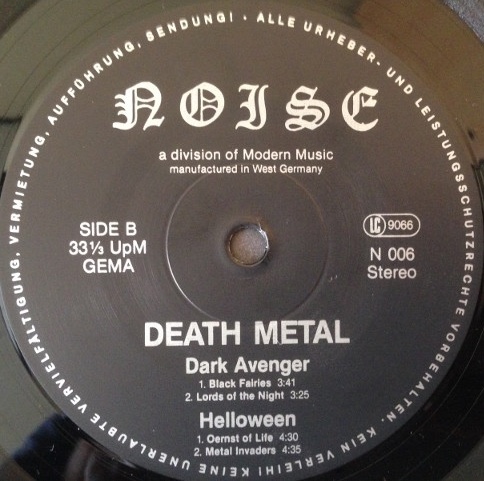 ALLE URHEBER- UND LEISTUNGSSCHUTZRECHTE VORBEHALTEN. KEIN VERLEIH! KEINE UNERLAUBTE VERVIELFÄLTIGUNG, VERMIETUNG, AUFFÜHRUNG, SENDUNG! ·
NOISE
a division of Modern Music
manufactured in West Germany
SIDE B
33⅓ UpM
GEMA
LC 9066
N 006
Stereo
DEATH METAL
Dark Avenger
1. Black Fairies 3:41
2. Lords of the Night 3:25
Helloween
1. Oernst of Life 4:30
2. Metal Invaders 4:35